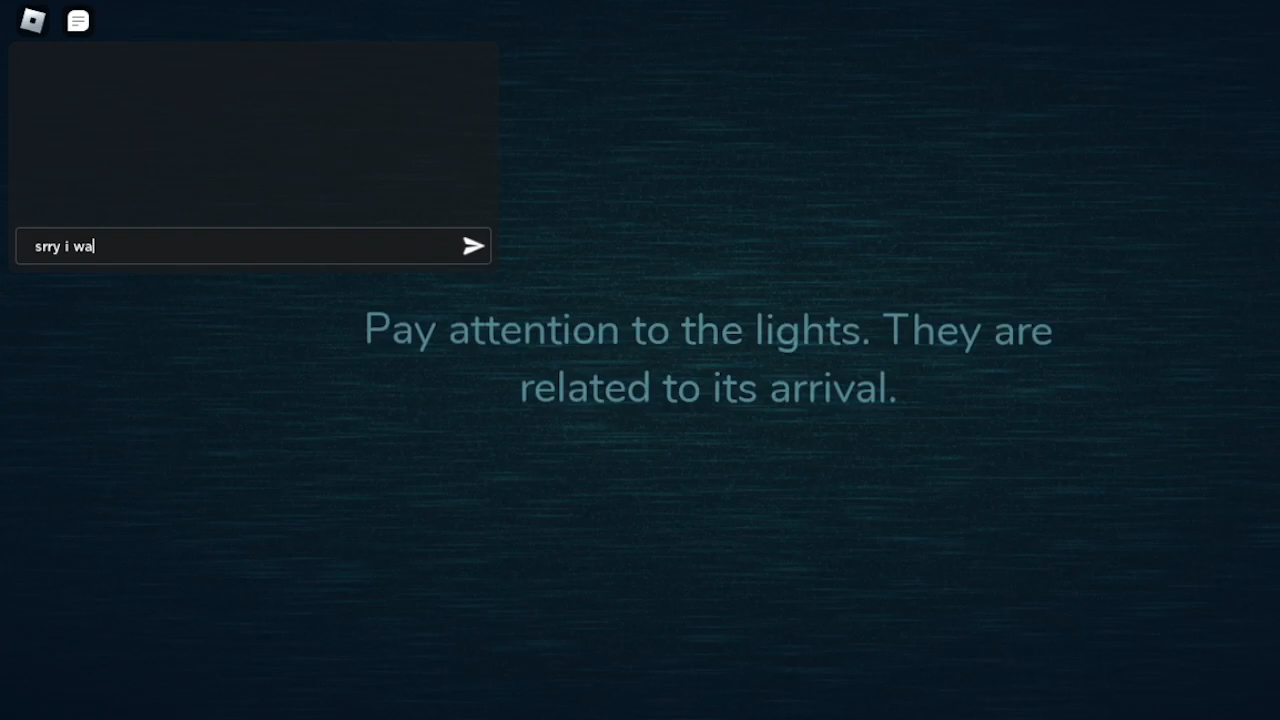 srry i wa
Pay attention to the lights. They are
related to its arrival.